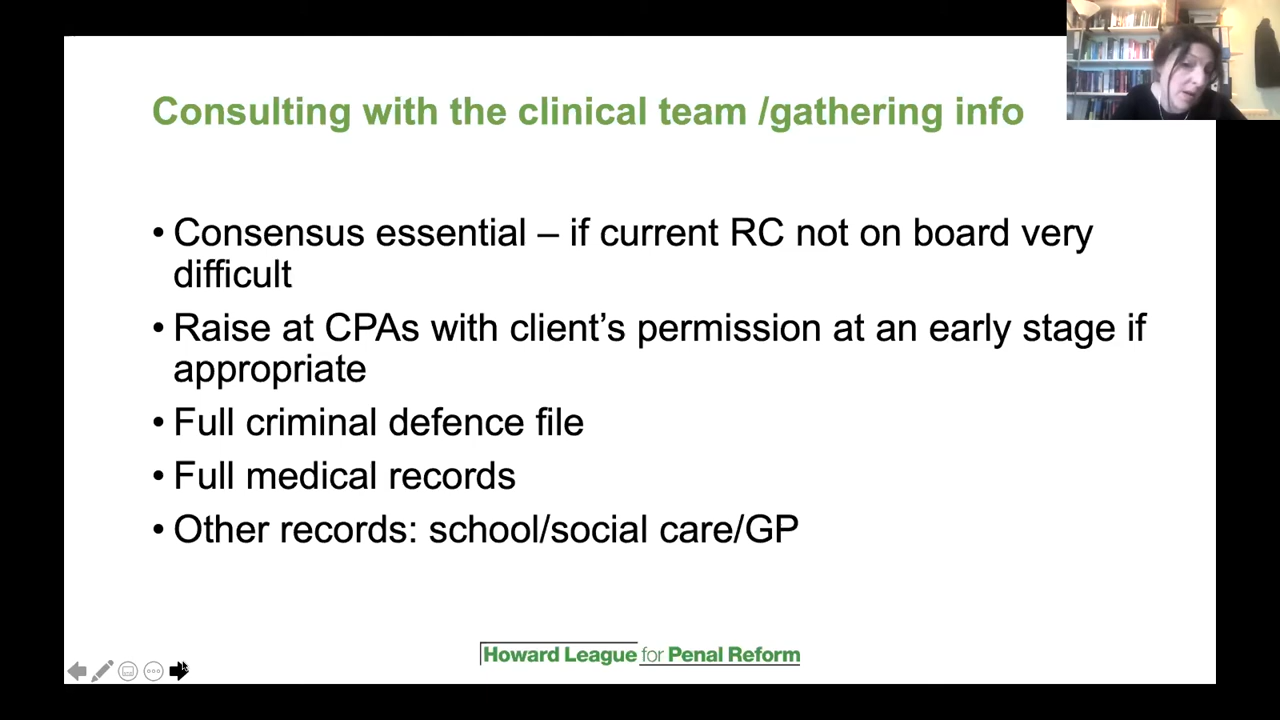 Consulting with the clinical team /gathering info
• Consensus essential – if current RC not on board very
difficult
• Raise at CPAs with client’s permission at an early stage if
appropriate
• Full criminal defence file
• Full medical records
• Other records: school/social care/GP
Howard League for Penal Reform